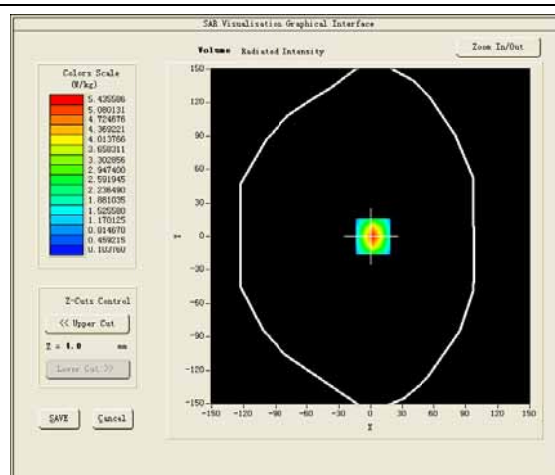 SAR Visualisation Graphical Interface
Volume Radiated Intensity
Zoom In/Out
Colors Scale
(W/kg)
5.435586
5.080131
4.724676
4.369221
4.013766
3.658311
3.302856
2.947400
2.591945
2.236490
1.881035
1.525580
1.170125
0.814670
0.459215
0.103760
Z-Cuts Control
<< Upper Cut
Z = 4.0 mm
Lower Cut >>
SAVE
Cancel
150-
120-
90-
60-
30-
0-
-30-
-60-
-90-
-120-
-150-
Y
-150 -120 -90 -60 -30 0 30 60 90 120 150
X